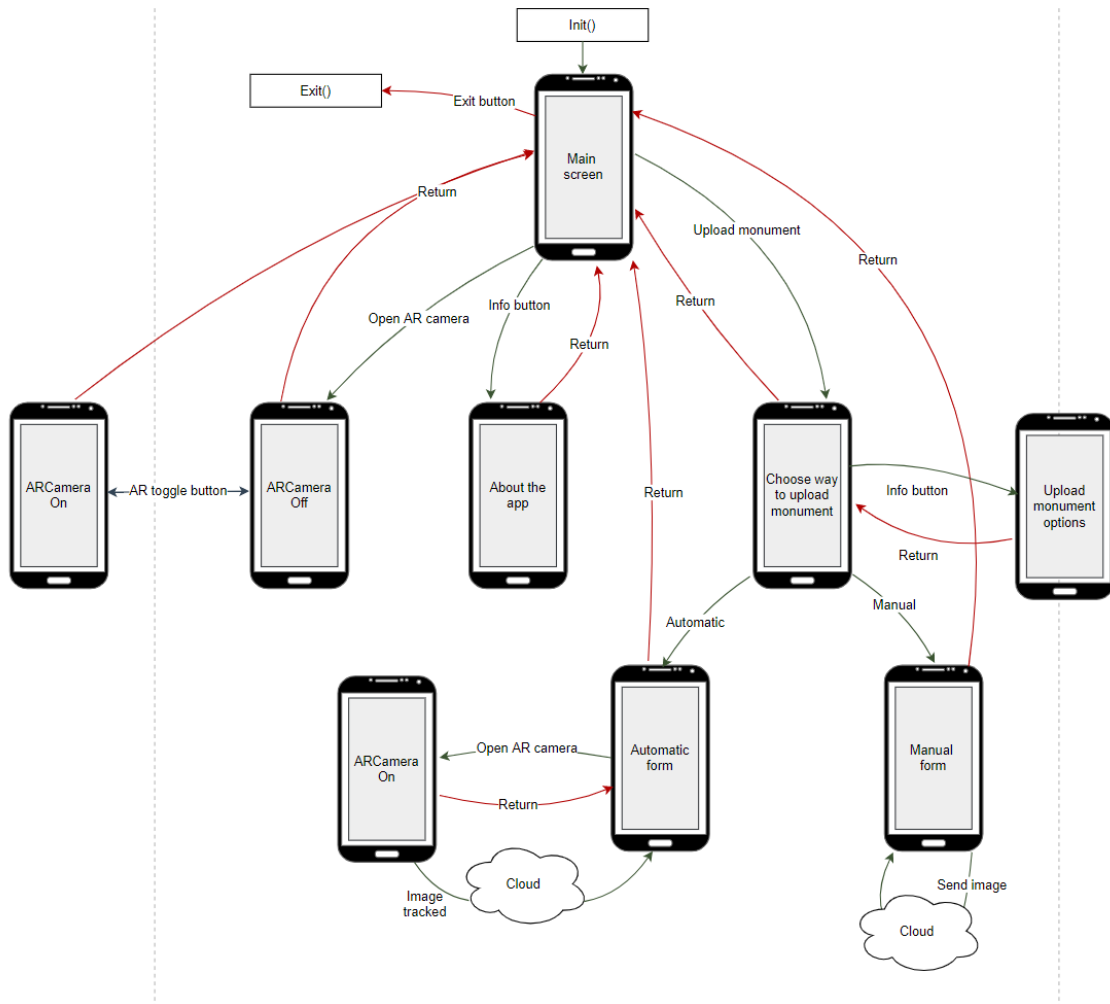 Init()
Exit()
Exit button
Main
screen
Return
Upload monument
Return
Return
Info button
Open AR camera
Return
ARCamera
On
AR toggle button
ARCamera
Off
About the
app
Return
Choose way
to upload
monument
Info button
Upload
monument
options
Return
Automatic
Manual
ARCamera
On
Open AR camera
Return
Automatic
form
Manual
form
Image
tracked
Cloud
Send image
Cloud